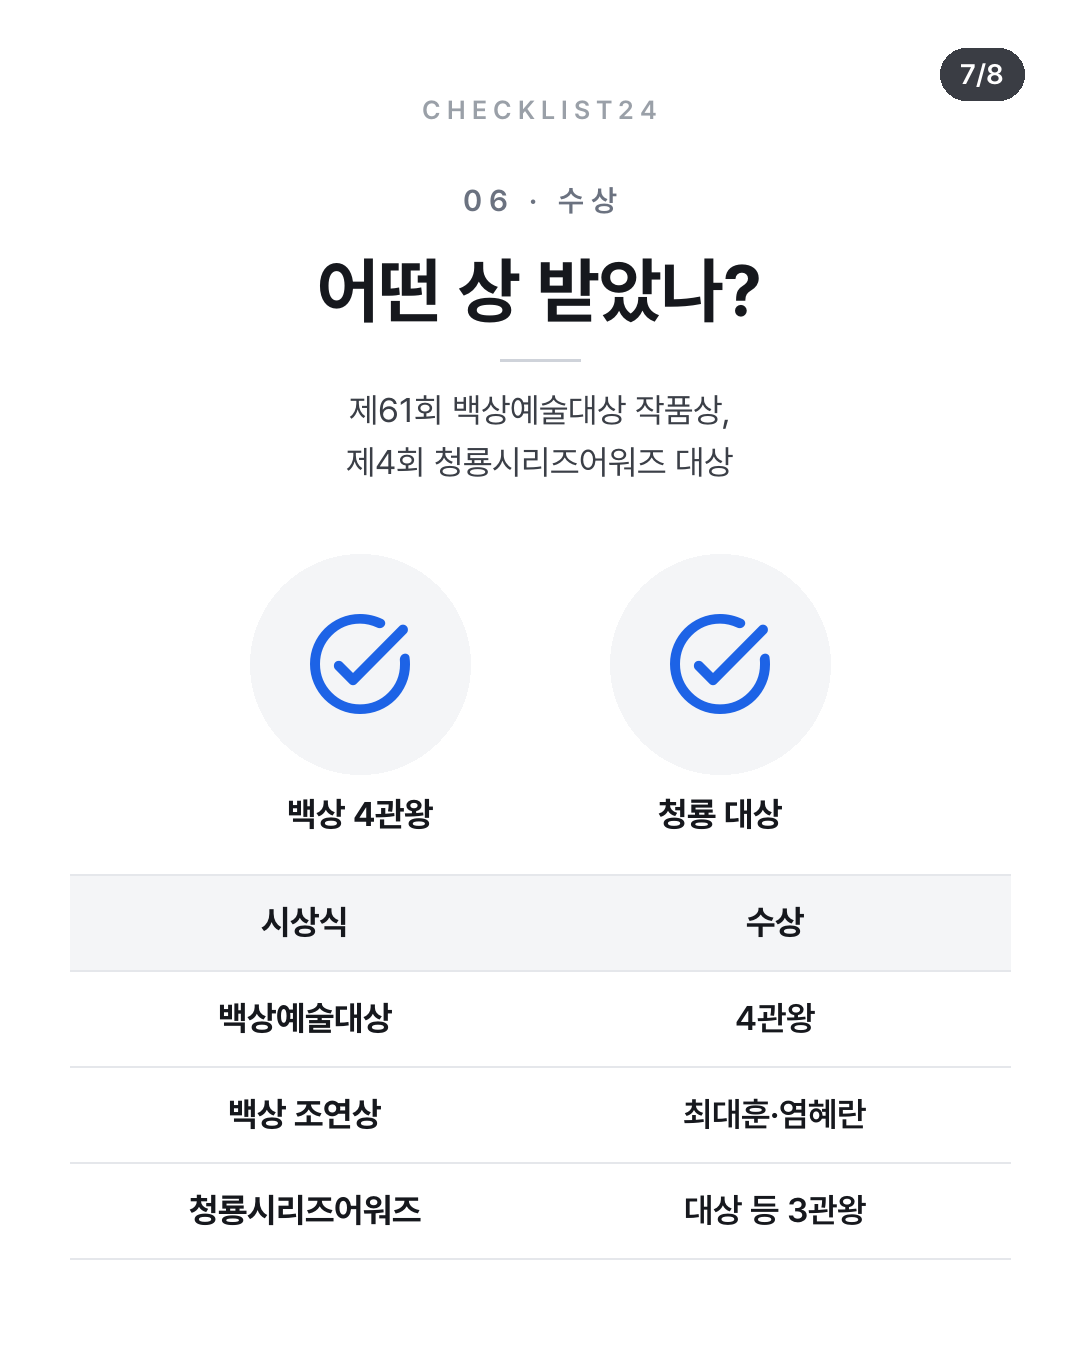 7/8
CHECKLIST24
06 · 수상
어떤 상 받았나?
제61회 백상예술대상 작품상,
제4회 청룡시리즈어워즈 대상
백상 4관왕
청룡 대상
시상식 수상
백상예술대상 4관왕
백상 조연상 최대훈·염혜란
청룡시리즈어워즈 대상 등 3관왕